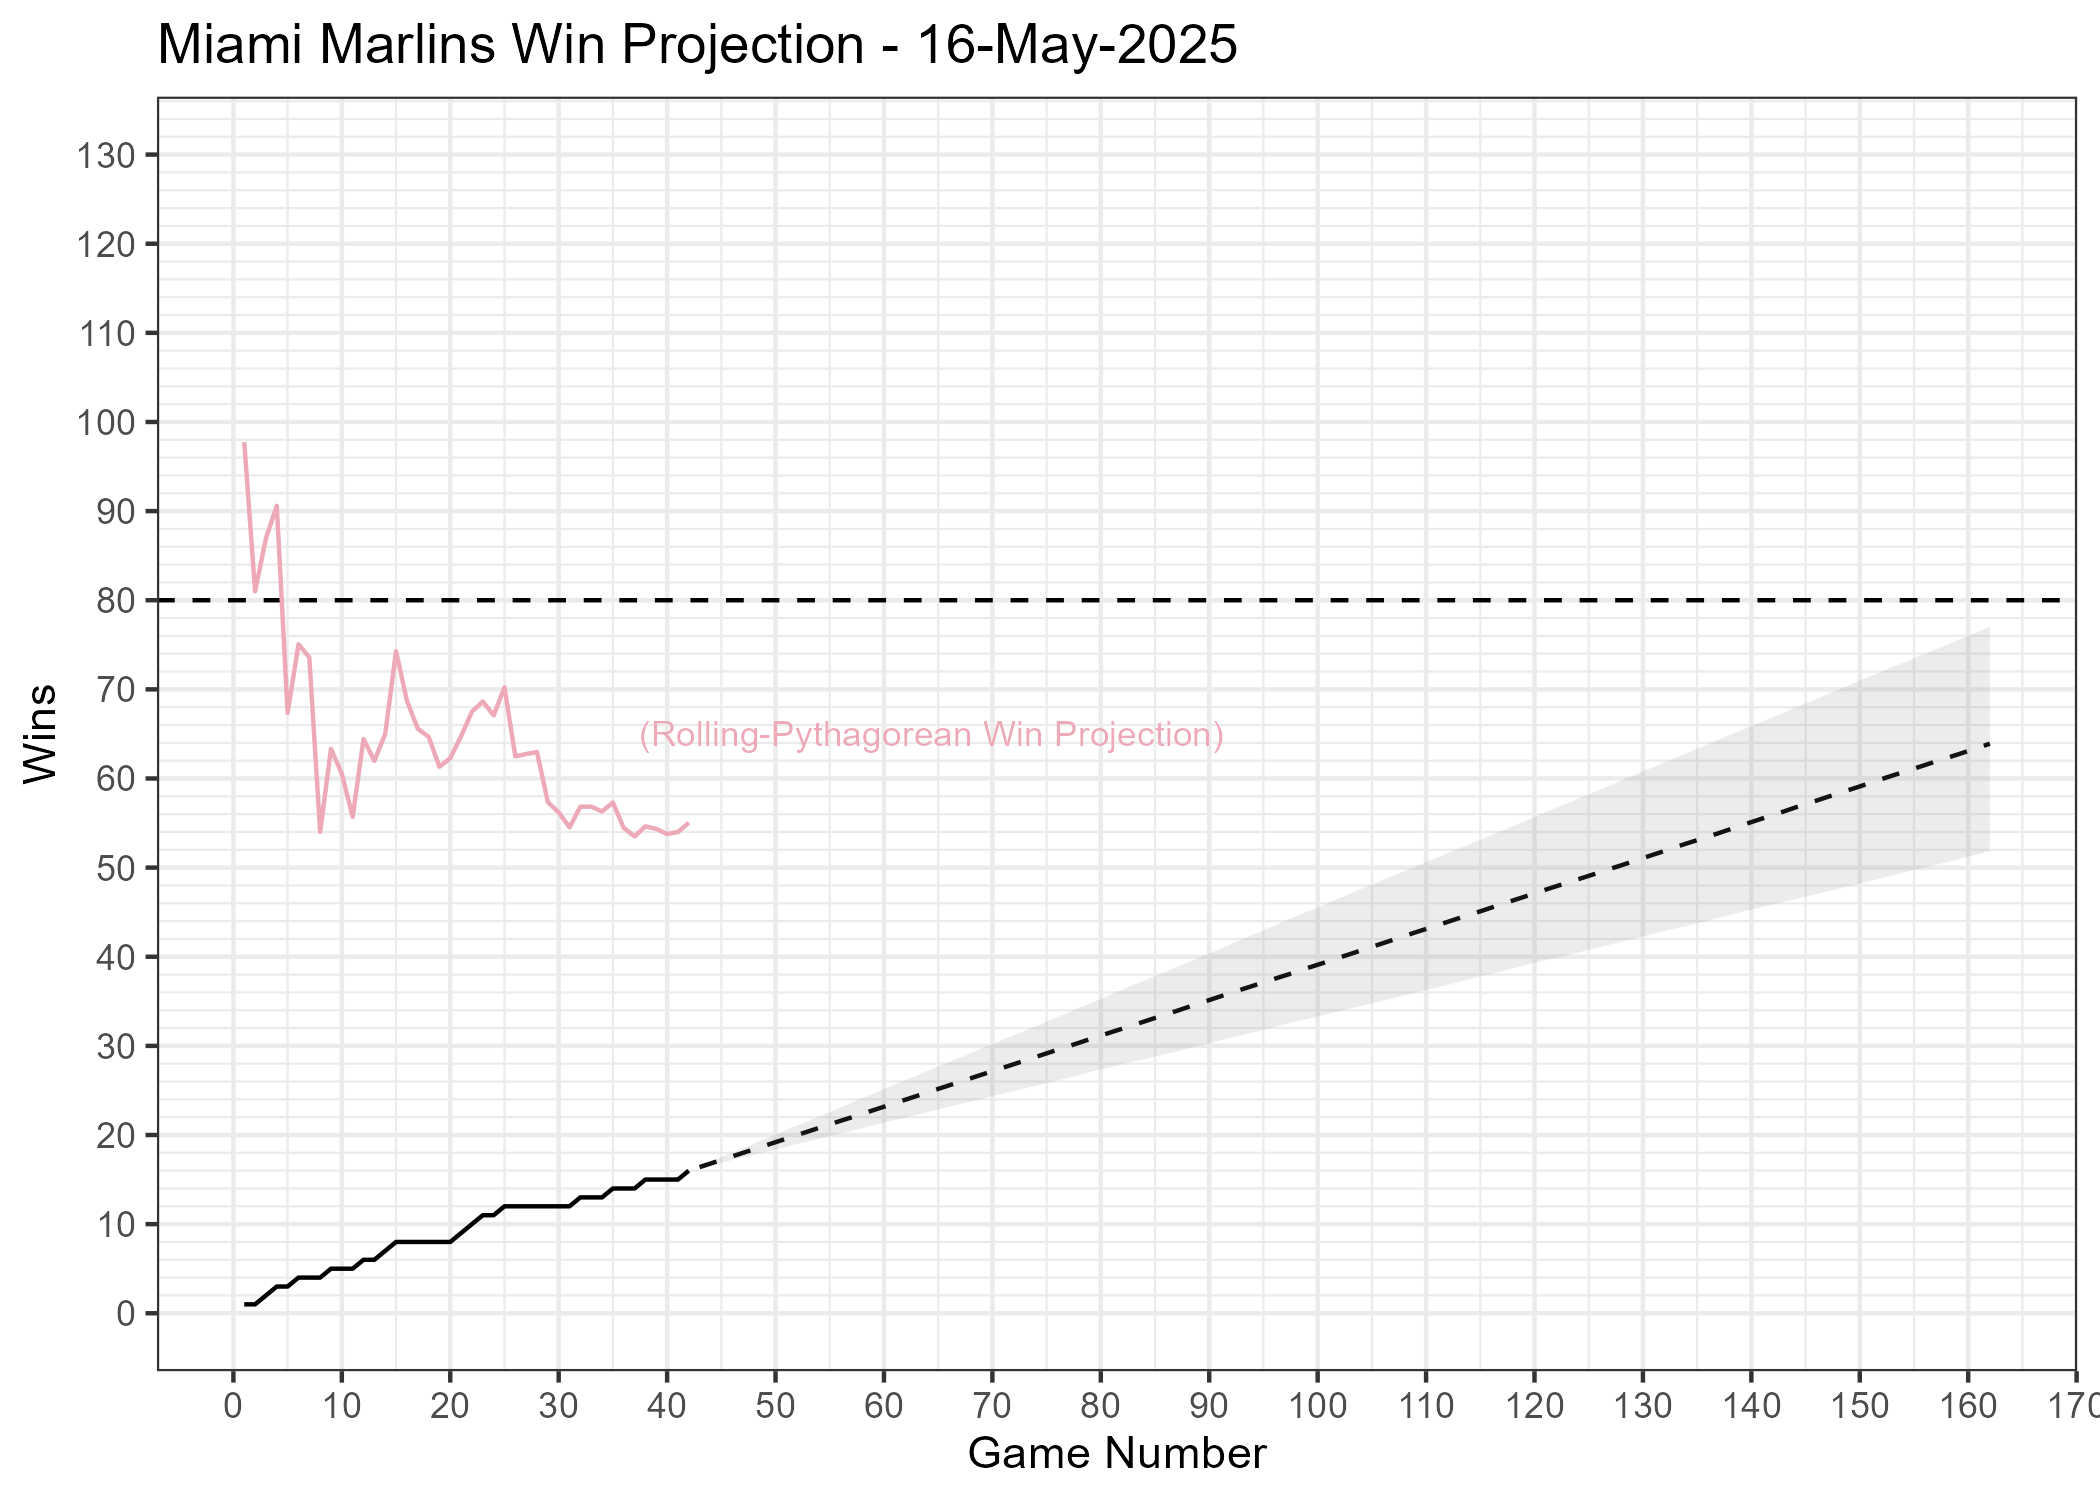 Miami Marlins Win Projection - 16-May-2025
130
120
110
100
90
80
70
60
50
40
30
20
10
0
Wins
(Rolling-Pythagorean Win Projection)
0 10 20 30 40 50 60 70 80 90 100 110 120 130 140 150 160 170
Game Number